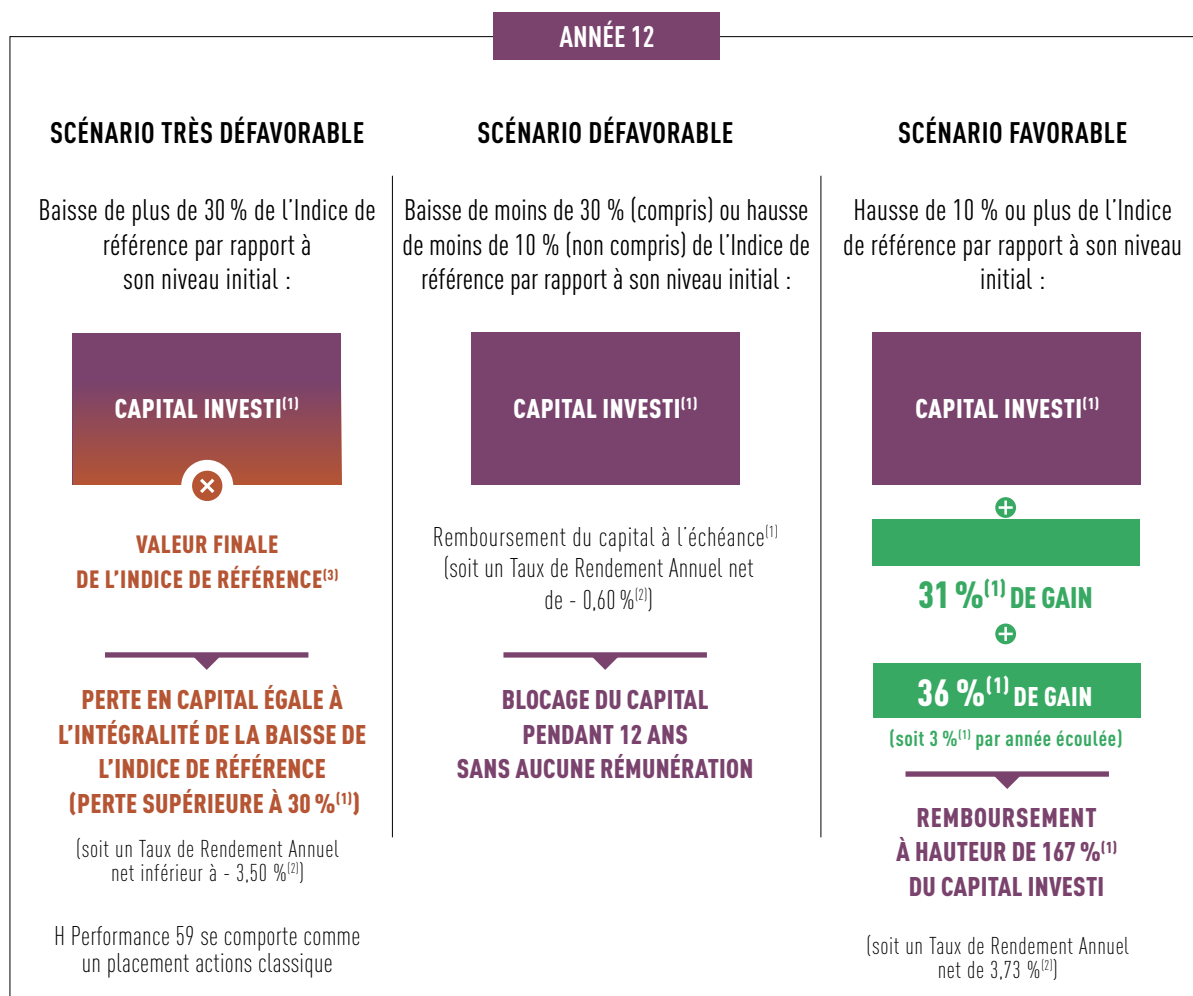 ANNÉE 12
SCÉNARIO TRÈS DÉFAVORABLE
Baisse de plus de 30 % de l'Indice de
référence par rapport à
son niveau initial :
CAPITAL INVESTI(1)
VALEUR FINALE
DE L'INDICE DE RÉFÉRENCE(3)
PERTE EN CAPITAL ÉGALE À
L'INTÉGRALITÉ DE LA BAISSE DE
L'INDICE DE RÉFÉRENCE
(PERTE SUPÉRIEURE À 30 %(1))
(soit un Taux de Rendement Annuel
net inférieur à - 3,50 %(2))
H Performance 59 se comporte comme
un placement actions classique
SCÉNARIO DÉFAVORABLE
Baisse de moins de 30 % (compris) ou hausse
de moins de 10 % (non compris) de l'Indice de
référence par rapport à son niveau initial :
CAPITAL INVESTI(1)
Remboursement du capital à l'échéance(1)
(soit un Taux de Rendement Annuel net
de - 0,60 %(2))
BLOCAGE DU CAPITAL
PENDANT 12 ANS
SANS AUCUNE RÉMUNÉRATION
SCÉNARIO FAVORABLE
Hausse de 10 % ou plus de l'Indice
de référence par rapport à son niveau
initial :
CAPITAL INVESTI(1)
31 %(1) DE GAIN
36 %(1) DE GAIN
(soit 3 %(1) par année écoulée)
REMBOURSEMENT
À HAUTEUR DE 167 %(1)
DU CAPITAL INVESTI
(soit un Taux de Rendement Annuel
net de 3,73 %(2))